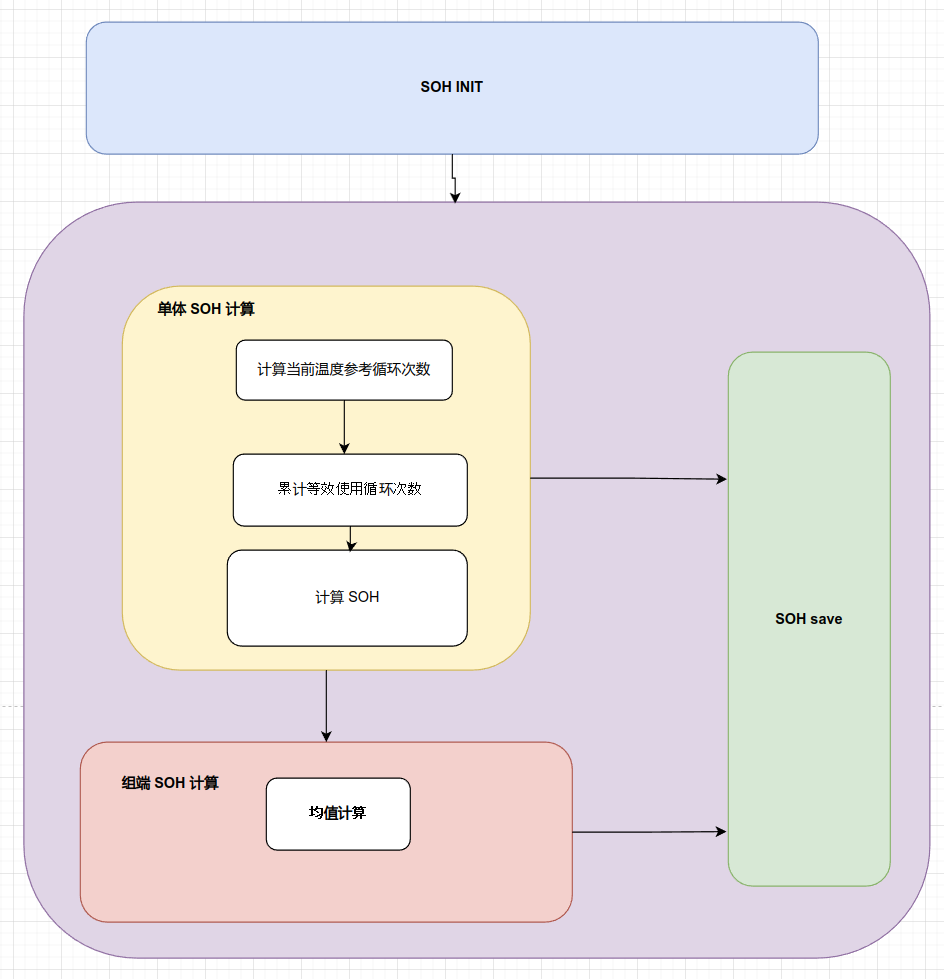 SOH INIT
单体 SOH 计算
计算当前温度参考循环次数
累计等效使用循环次数
计算 SOH
SOH save
组端 SOH 计算
均值计算